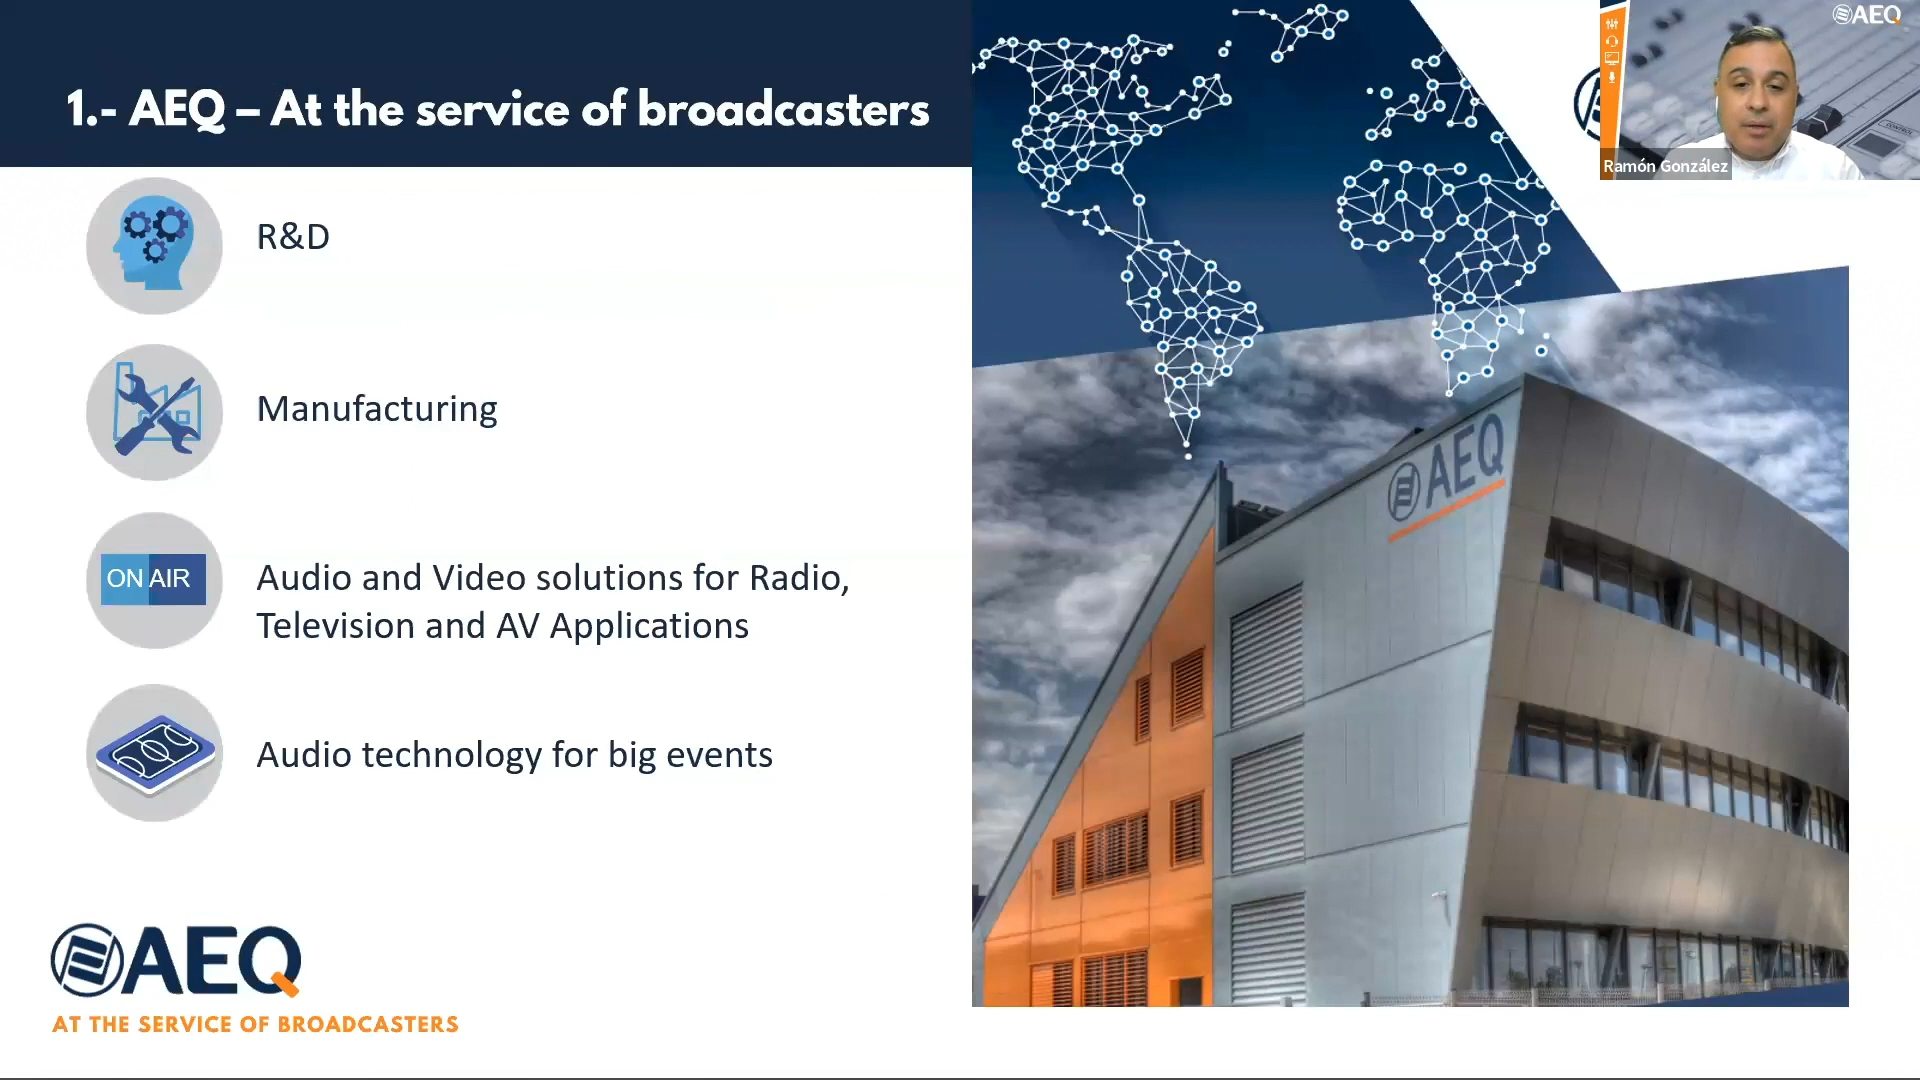 1.- AEQ – At the service of broadcasters
AEQ
Ramón González
R&D
Manufacturing
ON AIR
Audio and Video solutions for Radio,
Television and AV Applications
Audio technology for big events
AEQ
AEQ
AT THE SERVICE OF BROADCASTERS